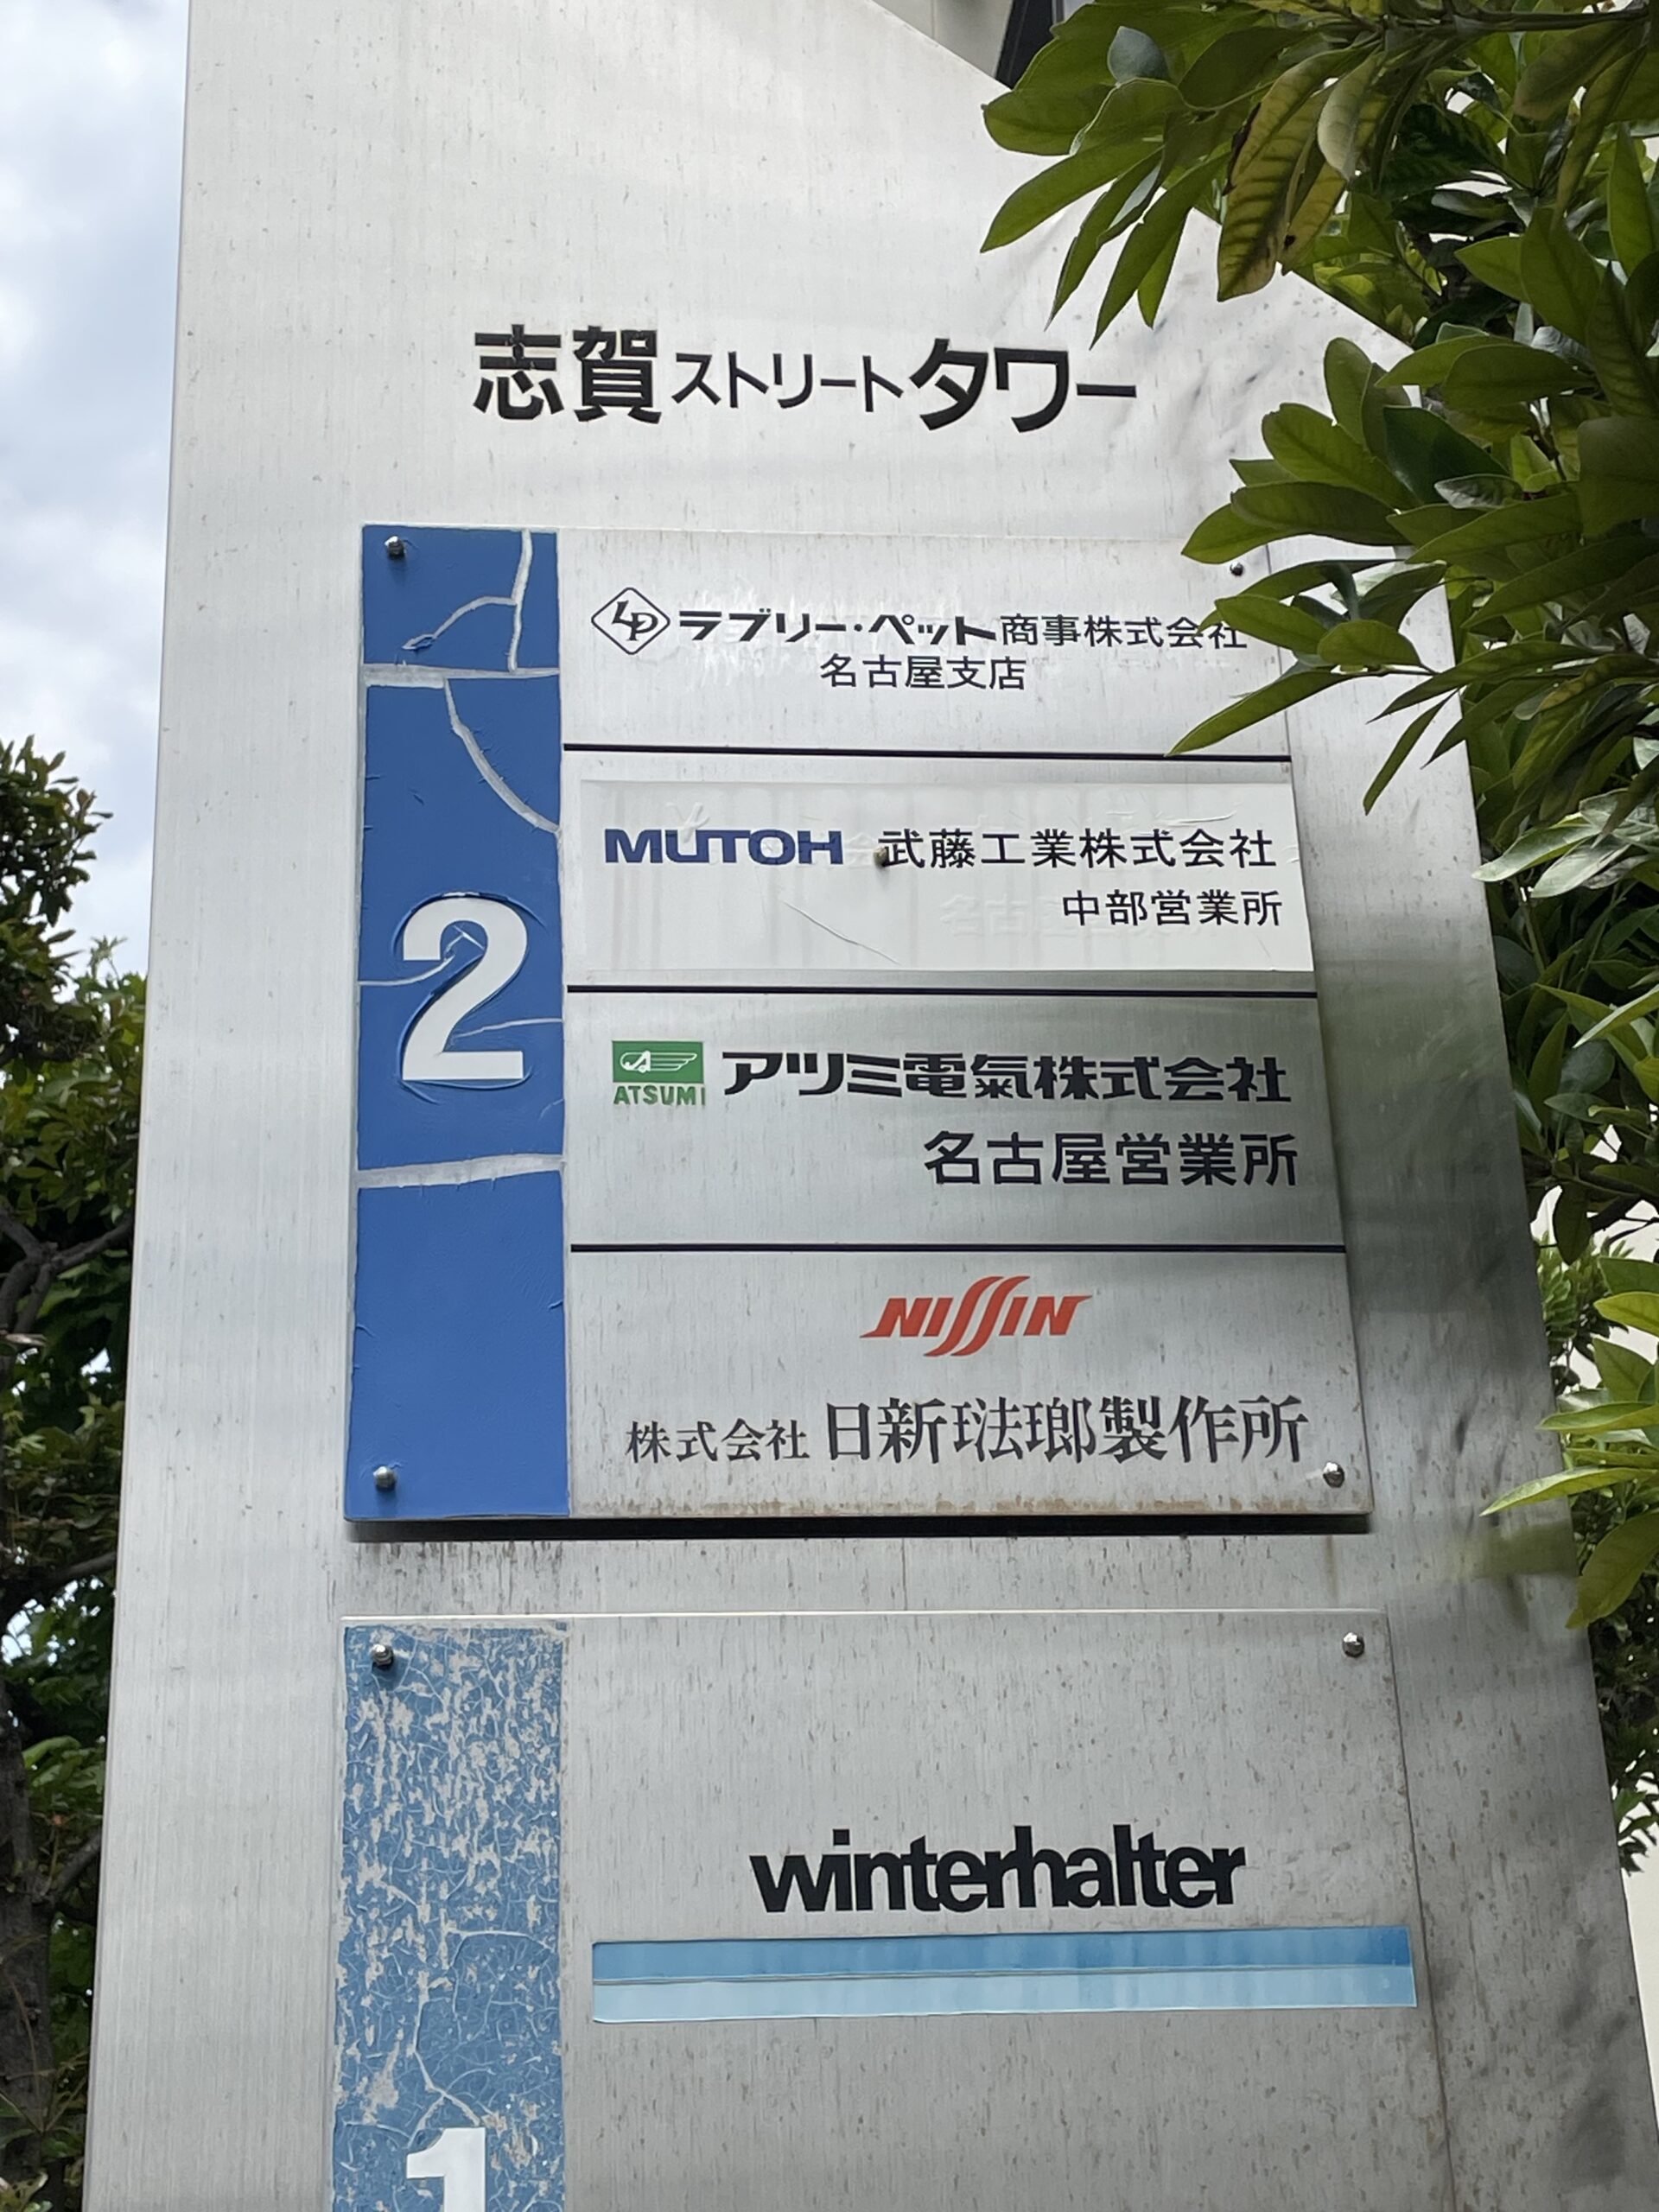 志賀ストリートタワー
LP ラブリー・ペット商事株式会社
名古屋支店
MUTOH 武藤工業株式会社
中部営業所
2
ATSUMI アツミ電氣株式会社
名古屋営業所
NISSIN
株式会社 日新琺瑯製作所
winterhalter
1